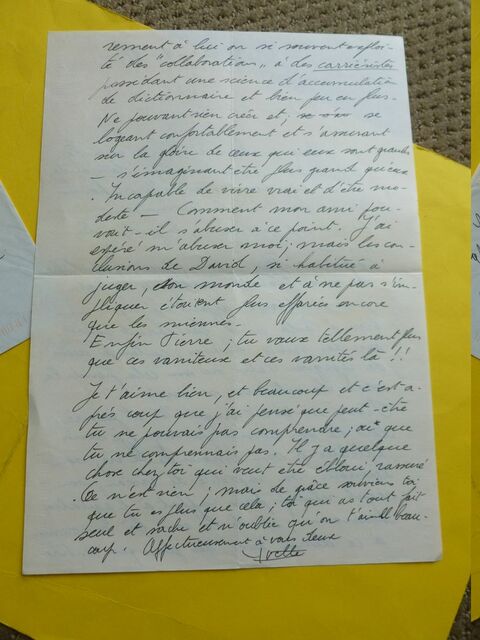 rement à lui on si souvent exploi-
té des "collaborations", à des carriéristes
possédant une science d'accumulation
de dictionnaire et bien peu en plus.
Ne pouvant rien créer et, se
logeant confortablement et s'assurant
sur la gloire de ceux qui eux sont grands
– s'imaginant être plus grand qu'eux
. Incapable de vivre vrai et d'être mo-
deste – Comment mon ami pou-
vait-il s'abuser à ce point. J'ai
espéré m'abuser moi; mais les con-
clusions de David, si habitué à
juger, son monde et à ne pas s'im-
pliquer étaient plus effarées encore
que les miennes.
Enfin Pierre; tu vaux tellement plus
que ces vaniteux et ces vanités là !!
Je t'aime bien, et beaucoup et c'est a-
près coup que j'ai pensé que peut-être
tu ne pouvais pas comprendre; que
tu ne comprennais pas. Il y a quelque
chose chez toi qui veut être ébloui, rassuré
. Ce n'est rien; mais de grâce souviens toi
que tu es plus que cela; toi qui as tout fait
seul et sache et n'oublie qu'on t'aime beau-
coup. Affectueusement à vous deux
Yvette